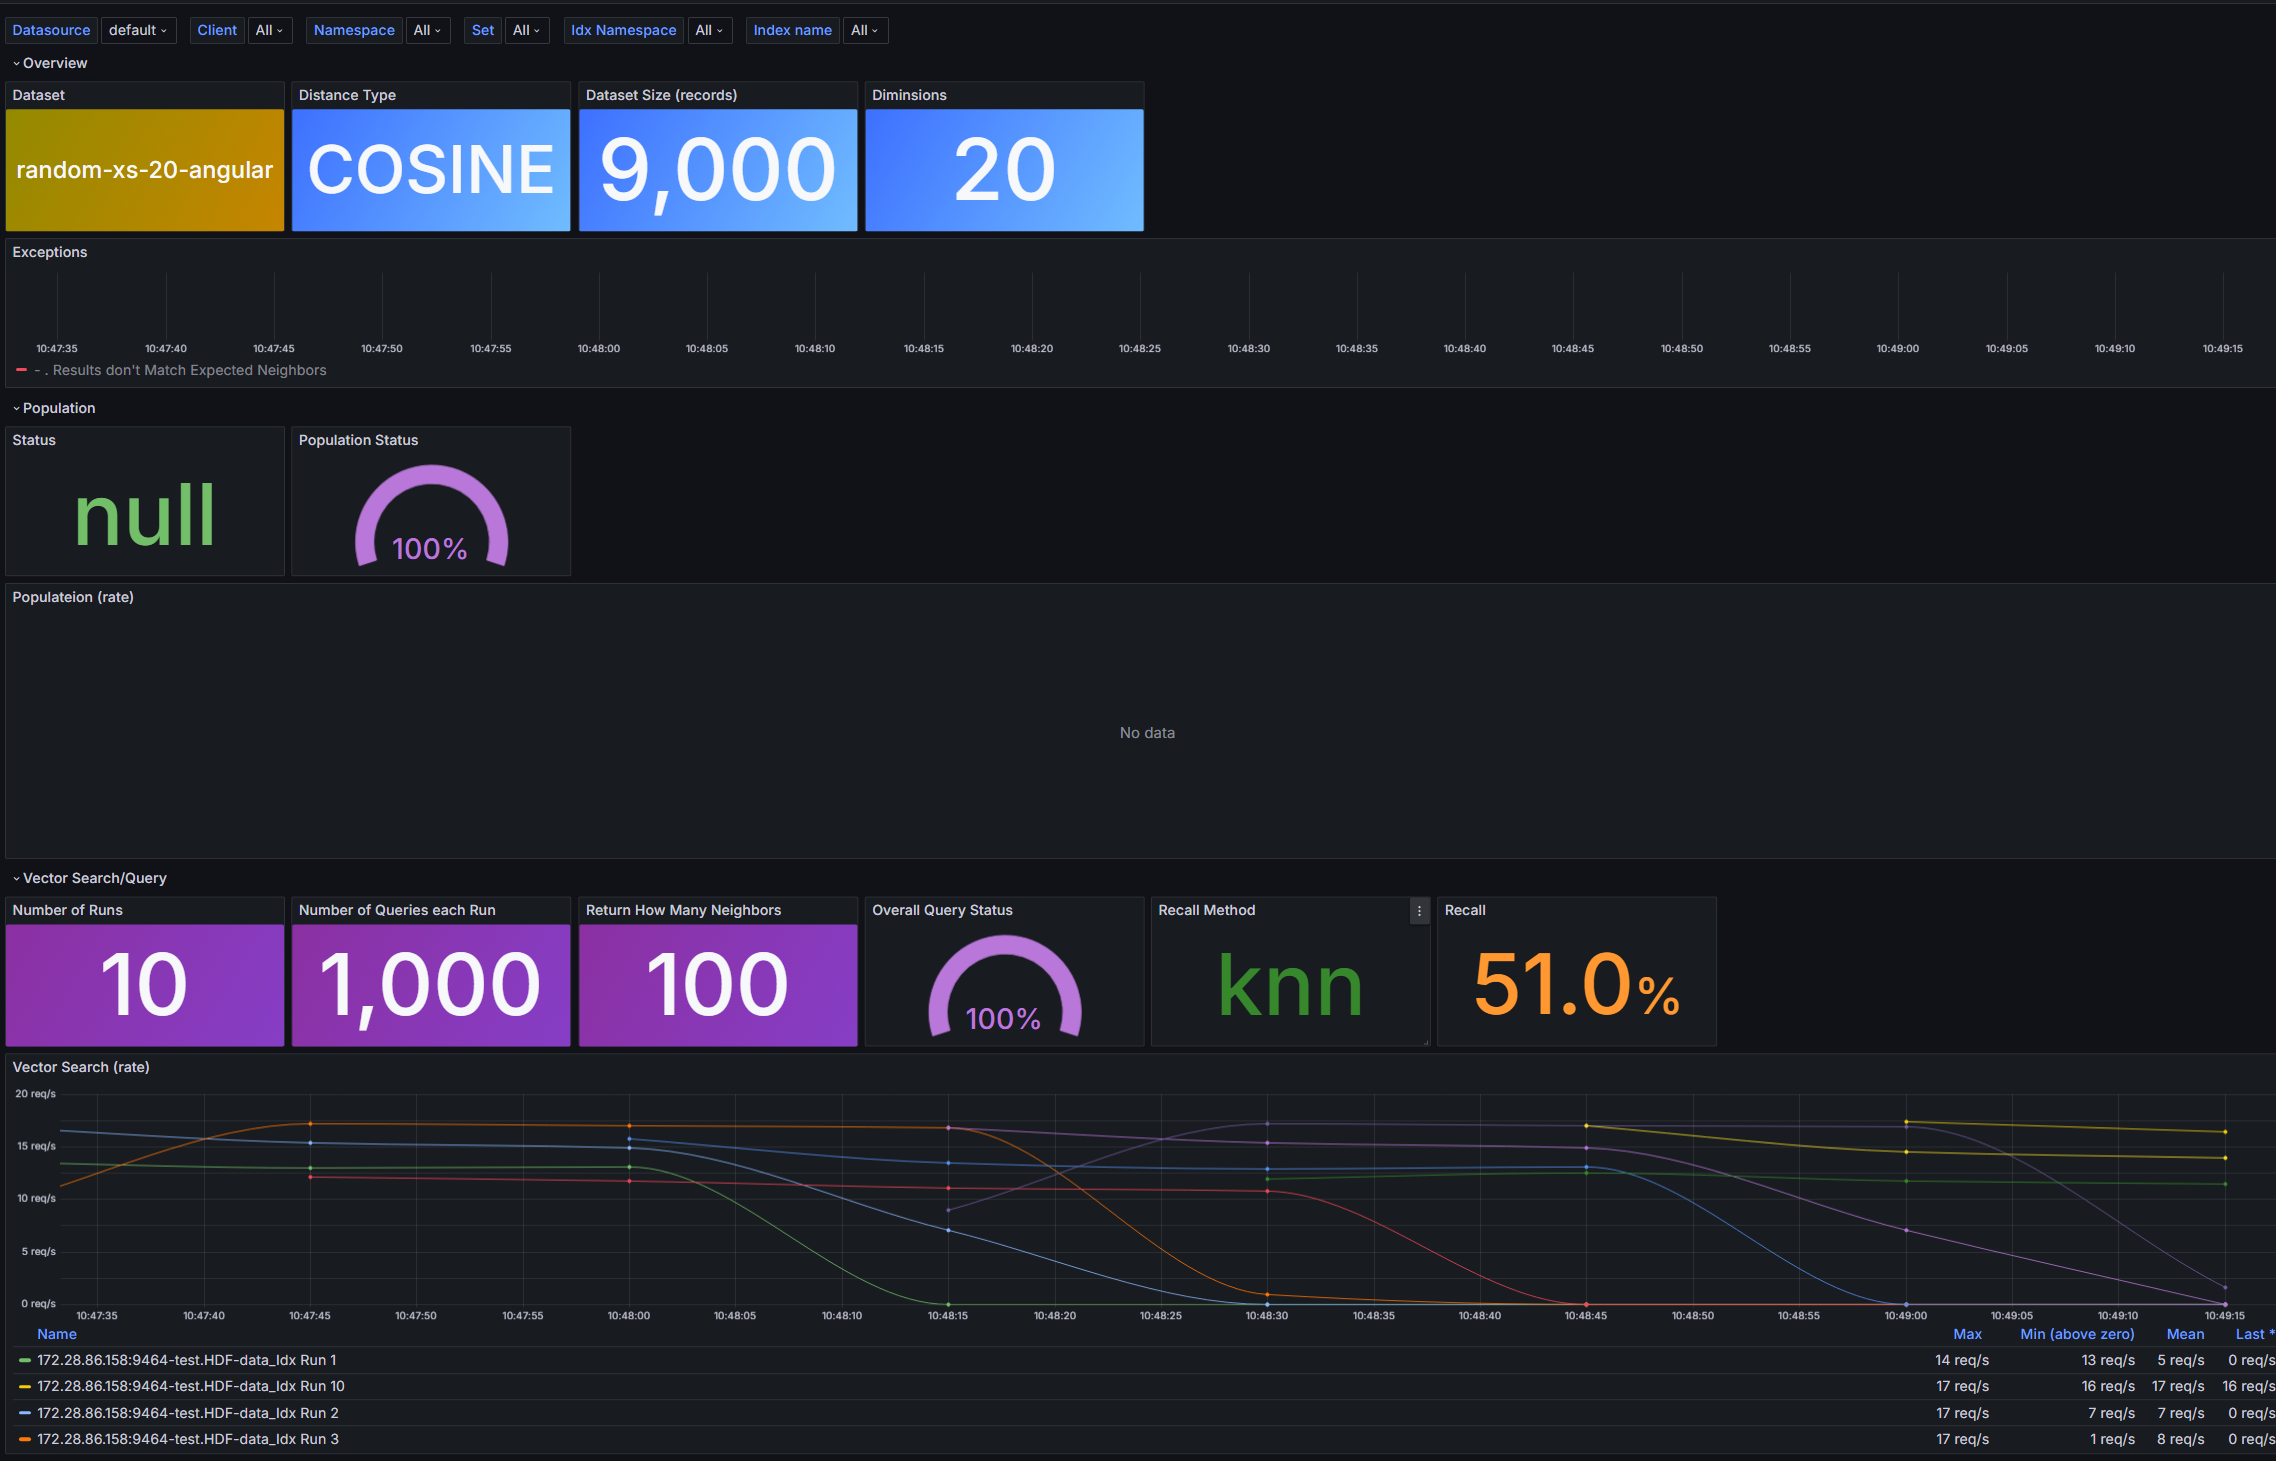 Datasource default Client All Namespace All Set All Idx Namespace All Index name All
Overview
Dataset
random-xs-20-angular
Distance Type
COSINE
Dataset Size (records)
9,000
Diminsions
20
Exceptions
10:47:35 10:47:40 10:47:45 10:47:50 10:47:55 10:48:00 10:48:05 10:48:10 10:48:15 10:48:20 10:48:25 10:48:30 10:48:35 10:48:40 10:48:45 10:48:50 10:48:55 10:49:00 10:49:05 10:49:10 10:49:15
- . Results don't Match Expected Neighbors
Population
Status
null
Population Status
100%
Populateion (rate)
No data
Vector Search/Query
Number of Runs
10
Number of Queries each Run
1,000
Return How Many Neighbors
100
Overall Query Status
100%
Recall Method
knn
Recall
51.0%
Vector Search (rate)
20 req/s
15 req/s
10 req/s
5 req/s
0 req/s
10:47:35 10:47:40 10:47:45 10:47:50 10:47:55 10:48:00 10:48:05 10:48:10 10:48:15 10:48:20 10:48:25 10:48:30 10:48:35 10:48:40 10:48:45 10:48:50 10:48:55 10:49:00 10:49:05 10:49:10 10:49:15
Name Max Min (above zero) Mean Last *
172.28.86.158:9464-test.HDF-data_Idx Run 1 14 req/s 13 req/s 5 req/s 0 req/s
172.28.86.158:9464-test.HDF-data_Idx Run 10 17 req/s 16 req/s 17 req/s 16 req/s
172.28.86.158:9464-test.HDF-data_Idx Run 2 17 req/s 7 req/s 7 req/s 0 req/s
172.28.86.158:9464-test.HDF-data_Idx Run 3 17 req/s 1 req/s 8 req/s 0 req/s